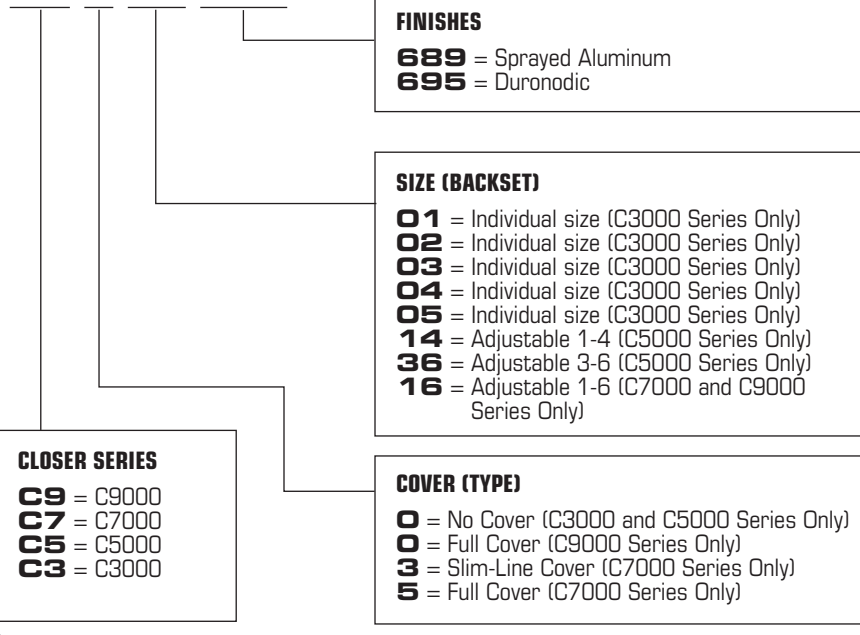 FINISHES
689 = Sprayed Aluminum
695 = Duronodic
SIZE (BACKSET)
01 = Individual size (C3000 Series Only)
02 = Individual size (C3000 Series Only)
03 = Individual size (C3000 Series Only)
04 = Individual size (C3000 Series Only)
05 = Individual size (C3000 Series Only)
14 = Adjustable 1-4 (C5000 Series Only)
36 = Adjustable 3-6 (C5000 Series Only)
16 = Adjustable 1-6 (C7000 and C9000
Series Only)
CLOSER SERIES
C9 = C9000
C7 = C7000
C5 = C5000
C3 = C3000
COVER (TYPE)
0 = No Cover (C3000 and C5000 Series Only)
0 = Full Cover (C9000 Series Only)
3 = Slim-Line Cover (C7000 Series Only)
5 = Full Cover (C7000 Series Only)